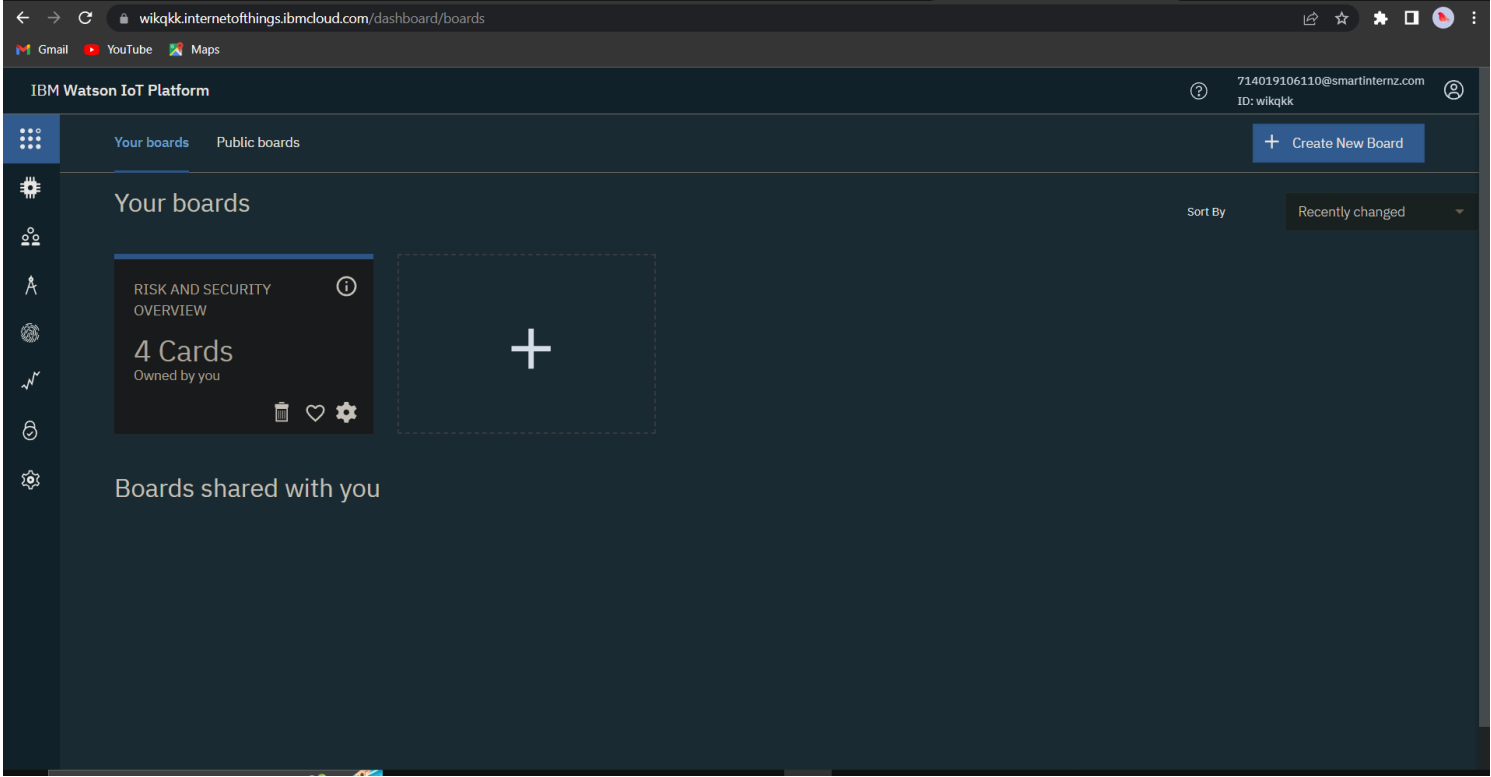 wikqkk.internetofthings.ibmcloud.com/dashboard/boards
Gmail YouTube Maps
IBM Watson IoT Platform
714019106110@smartinternz.com
ID: wikqkk
Your boards Public boards
Create New Board
Your boards
Sort By Recently changed
RISK AND SECURITY
OVERVIEW
4 Cards
Owned by you
Boards shared with you